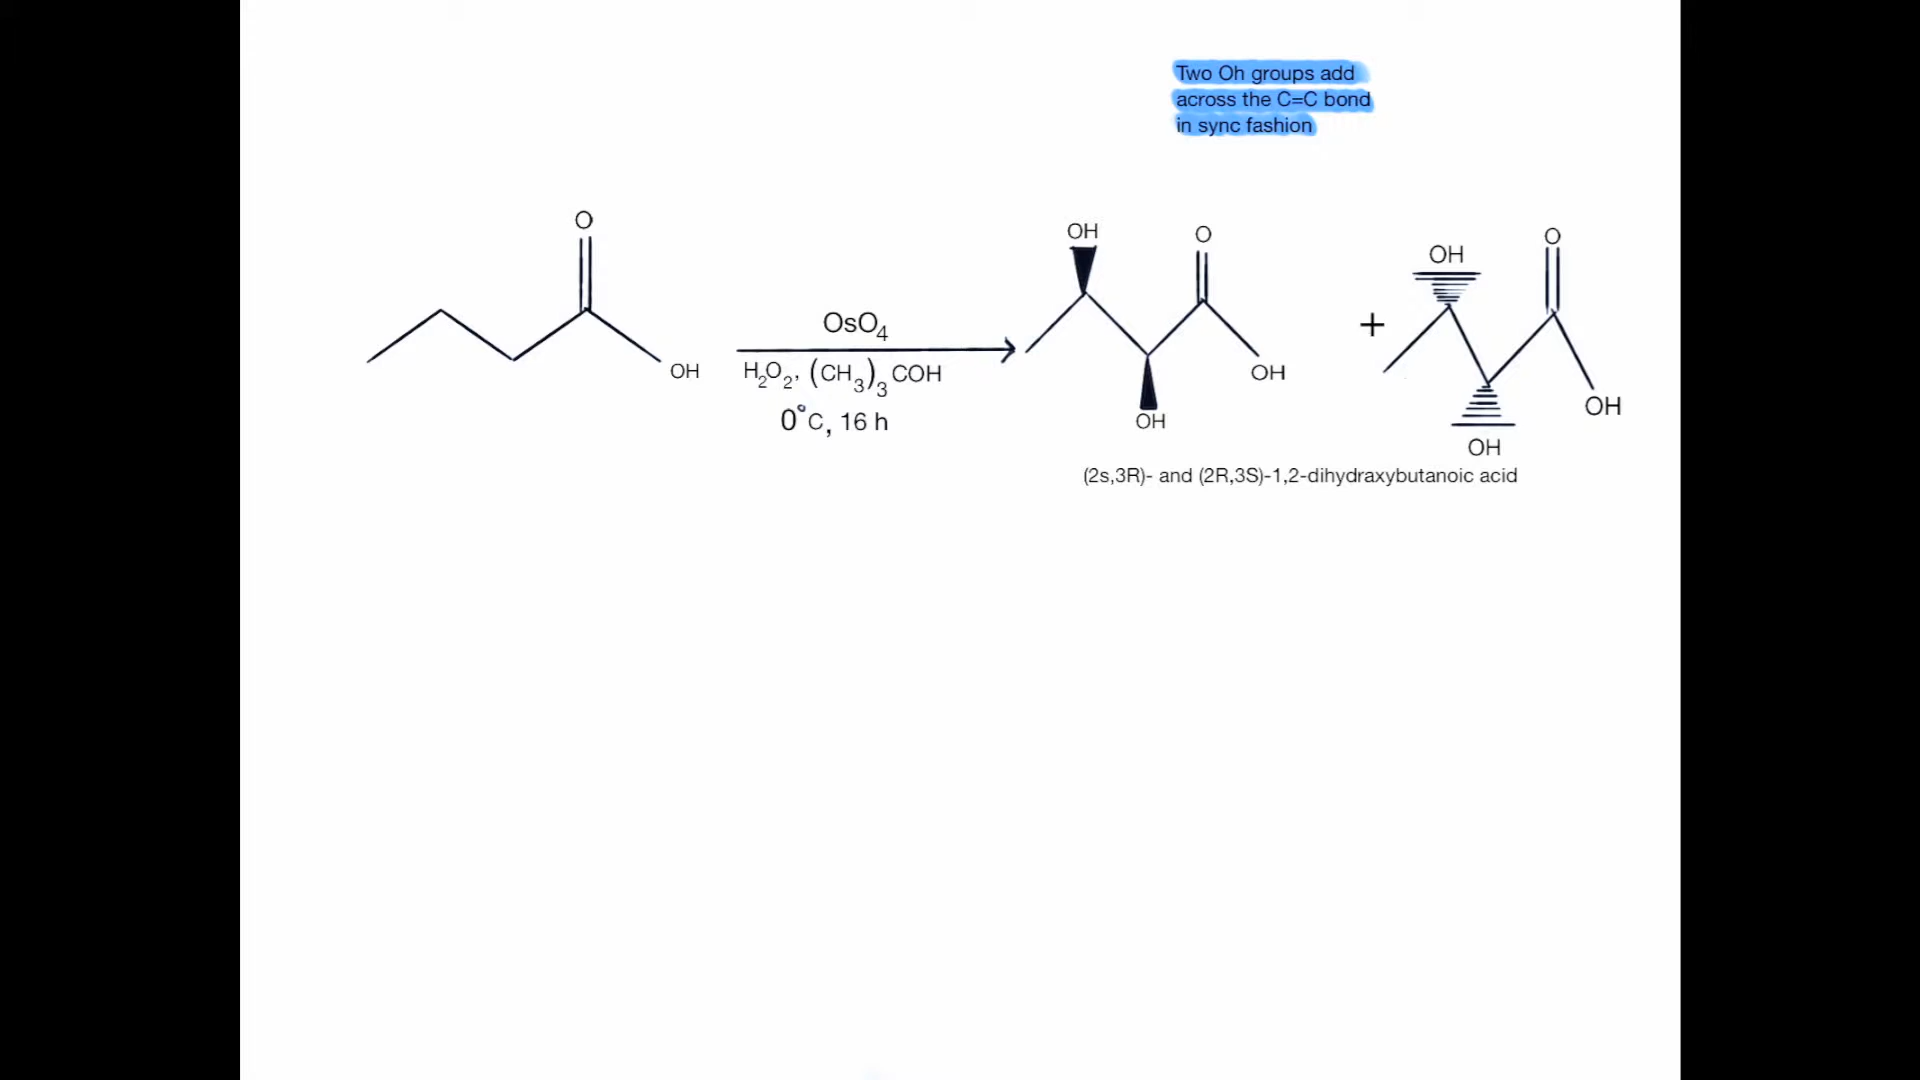 Two Oh groups add
across the C=C bond
in sync fashion
O
OH
OsO4
H2O2, (CH3)3COH
0°C, 16 h
OH
O
OH
OH
+
OH
O
OH
OH
(2s,3R)- and (2R,3S)-1,2-dihydraxybutanoic acid